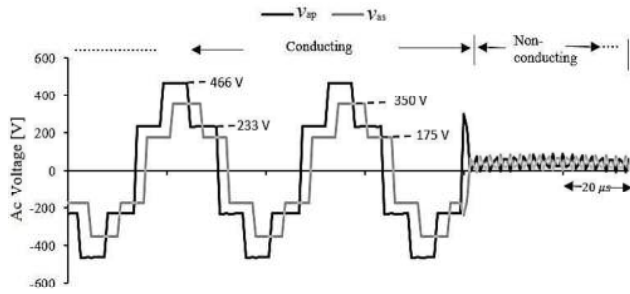 vap vas
Conducting
Non-
conducting
Ac Voltage [V]
600
400
200
0
-200
-400
-600
466 V
233 V
350 V
175 V
20 μs